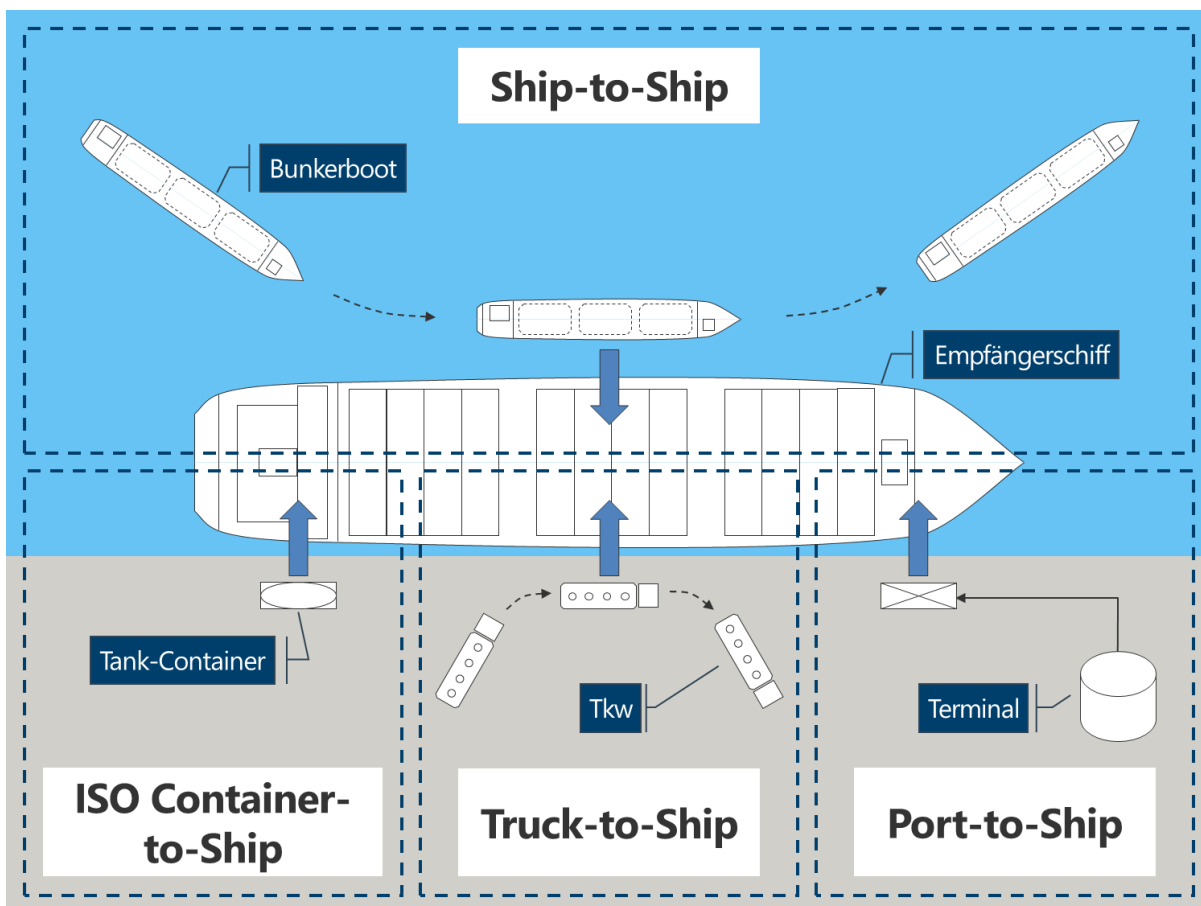 Ship-to-Ship
Bunkerboot
Empfängerschiff
Tank-Container
Tkw
Terminal
ISO Container-
to-Ship
Truck-to-Ship
Port-to-Ship